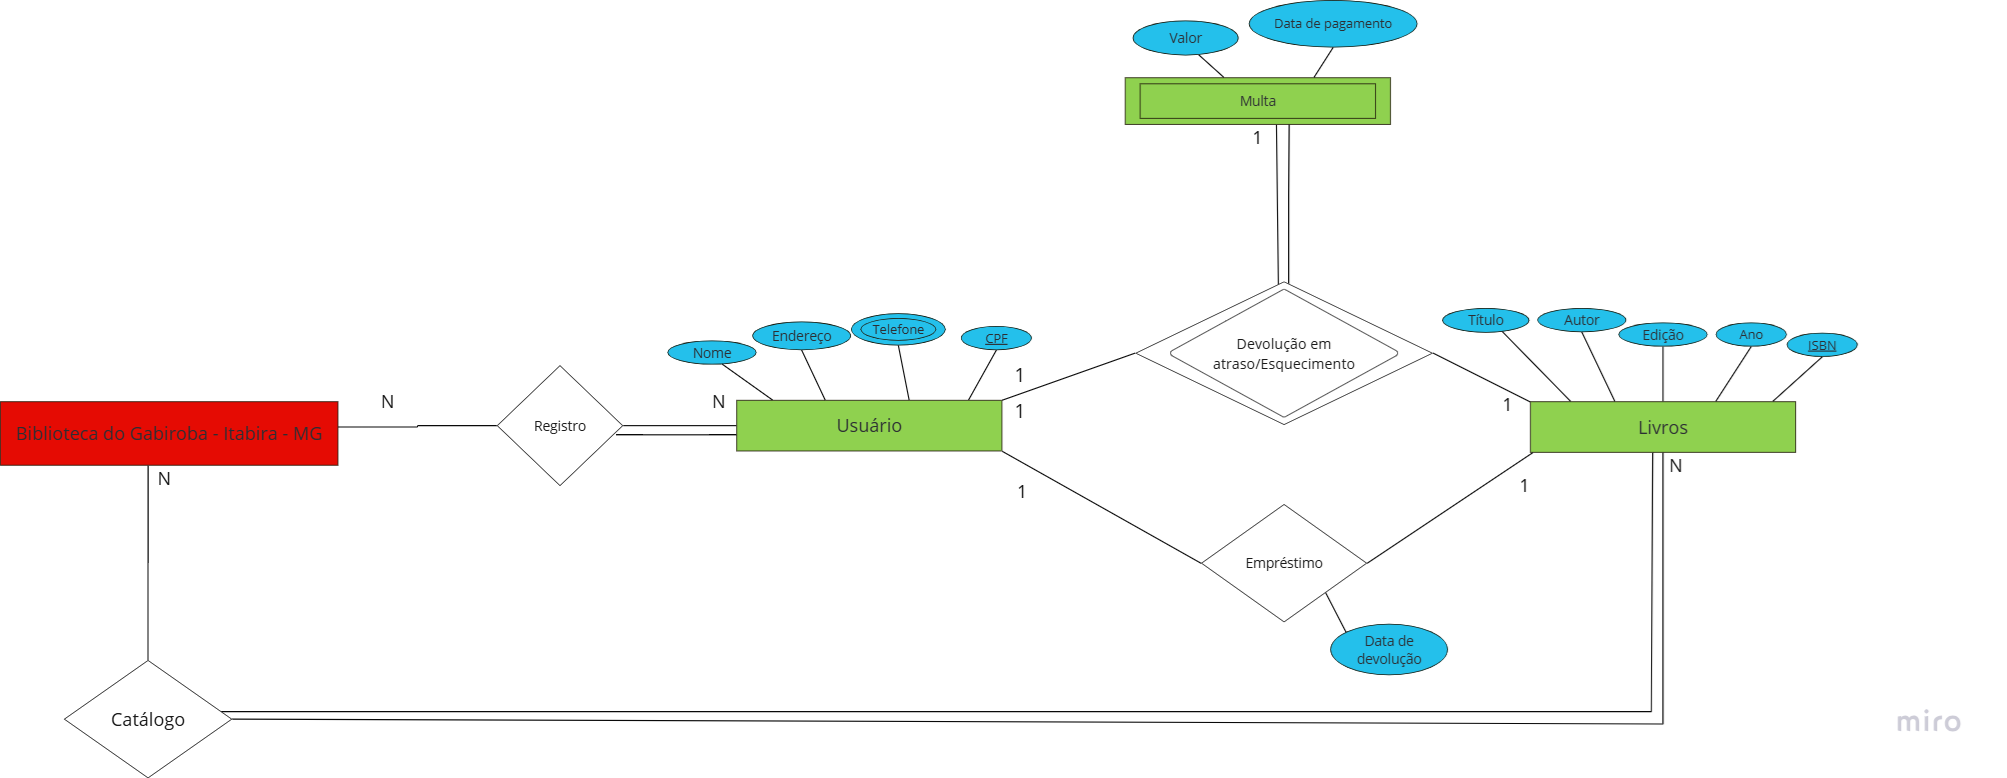 Valor
Data de pagamento
Multa
1
Nome
Endereço
Telefone
CPF
Título
Autor
Edição
Ano
ISBN
Devolução em
atraso/Esquecimento
1
1
1
N
N
Biblioteca do Gabiroba - Itabira - MG
Registro
Usuário
Livros
N
N
1
1
Empréstimo
Data de
devolução
Catálogo
miro